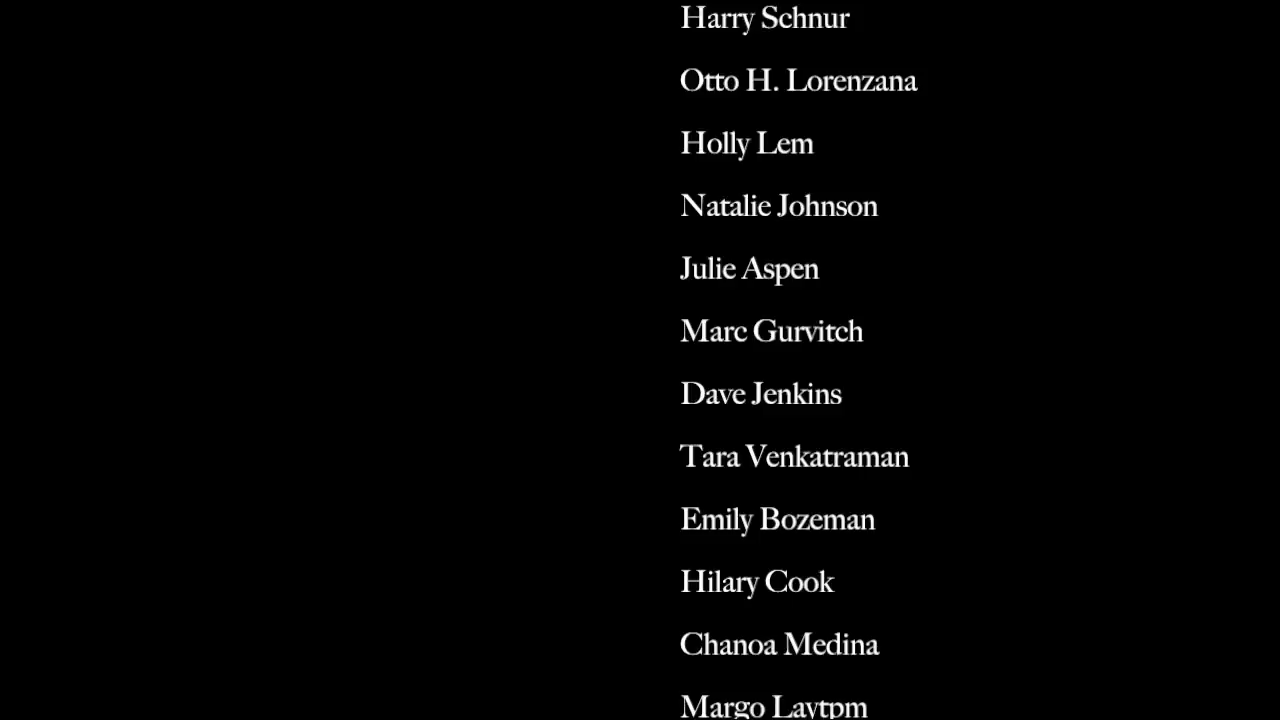 Harry Schnur
Otto H. Lorenzana
Holly Lem
Natalie Johnson
Julie Aspen
Marc Gurvitch
Dave Jenkins
Tara Venkatraman
Emily Bozeman
Hilary Cook
Chanoa Medina
Margo Laytpm